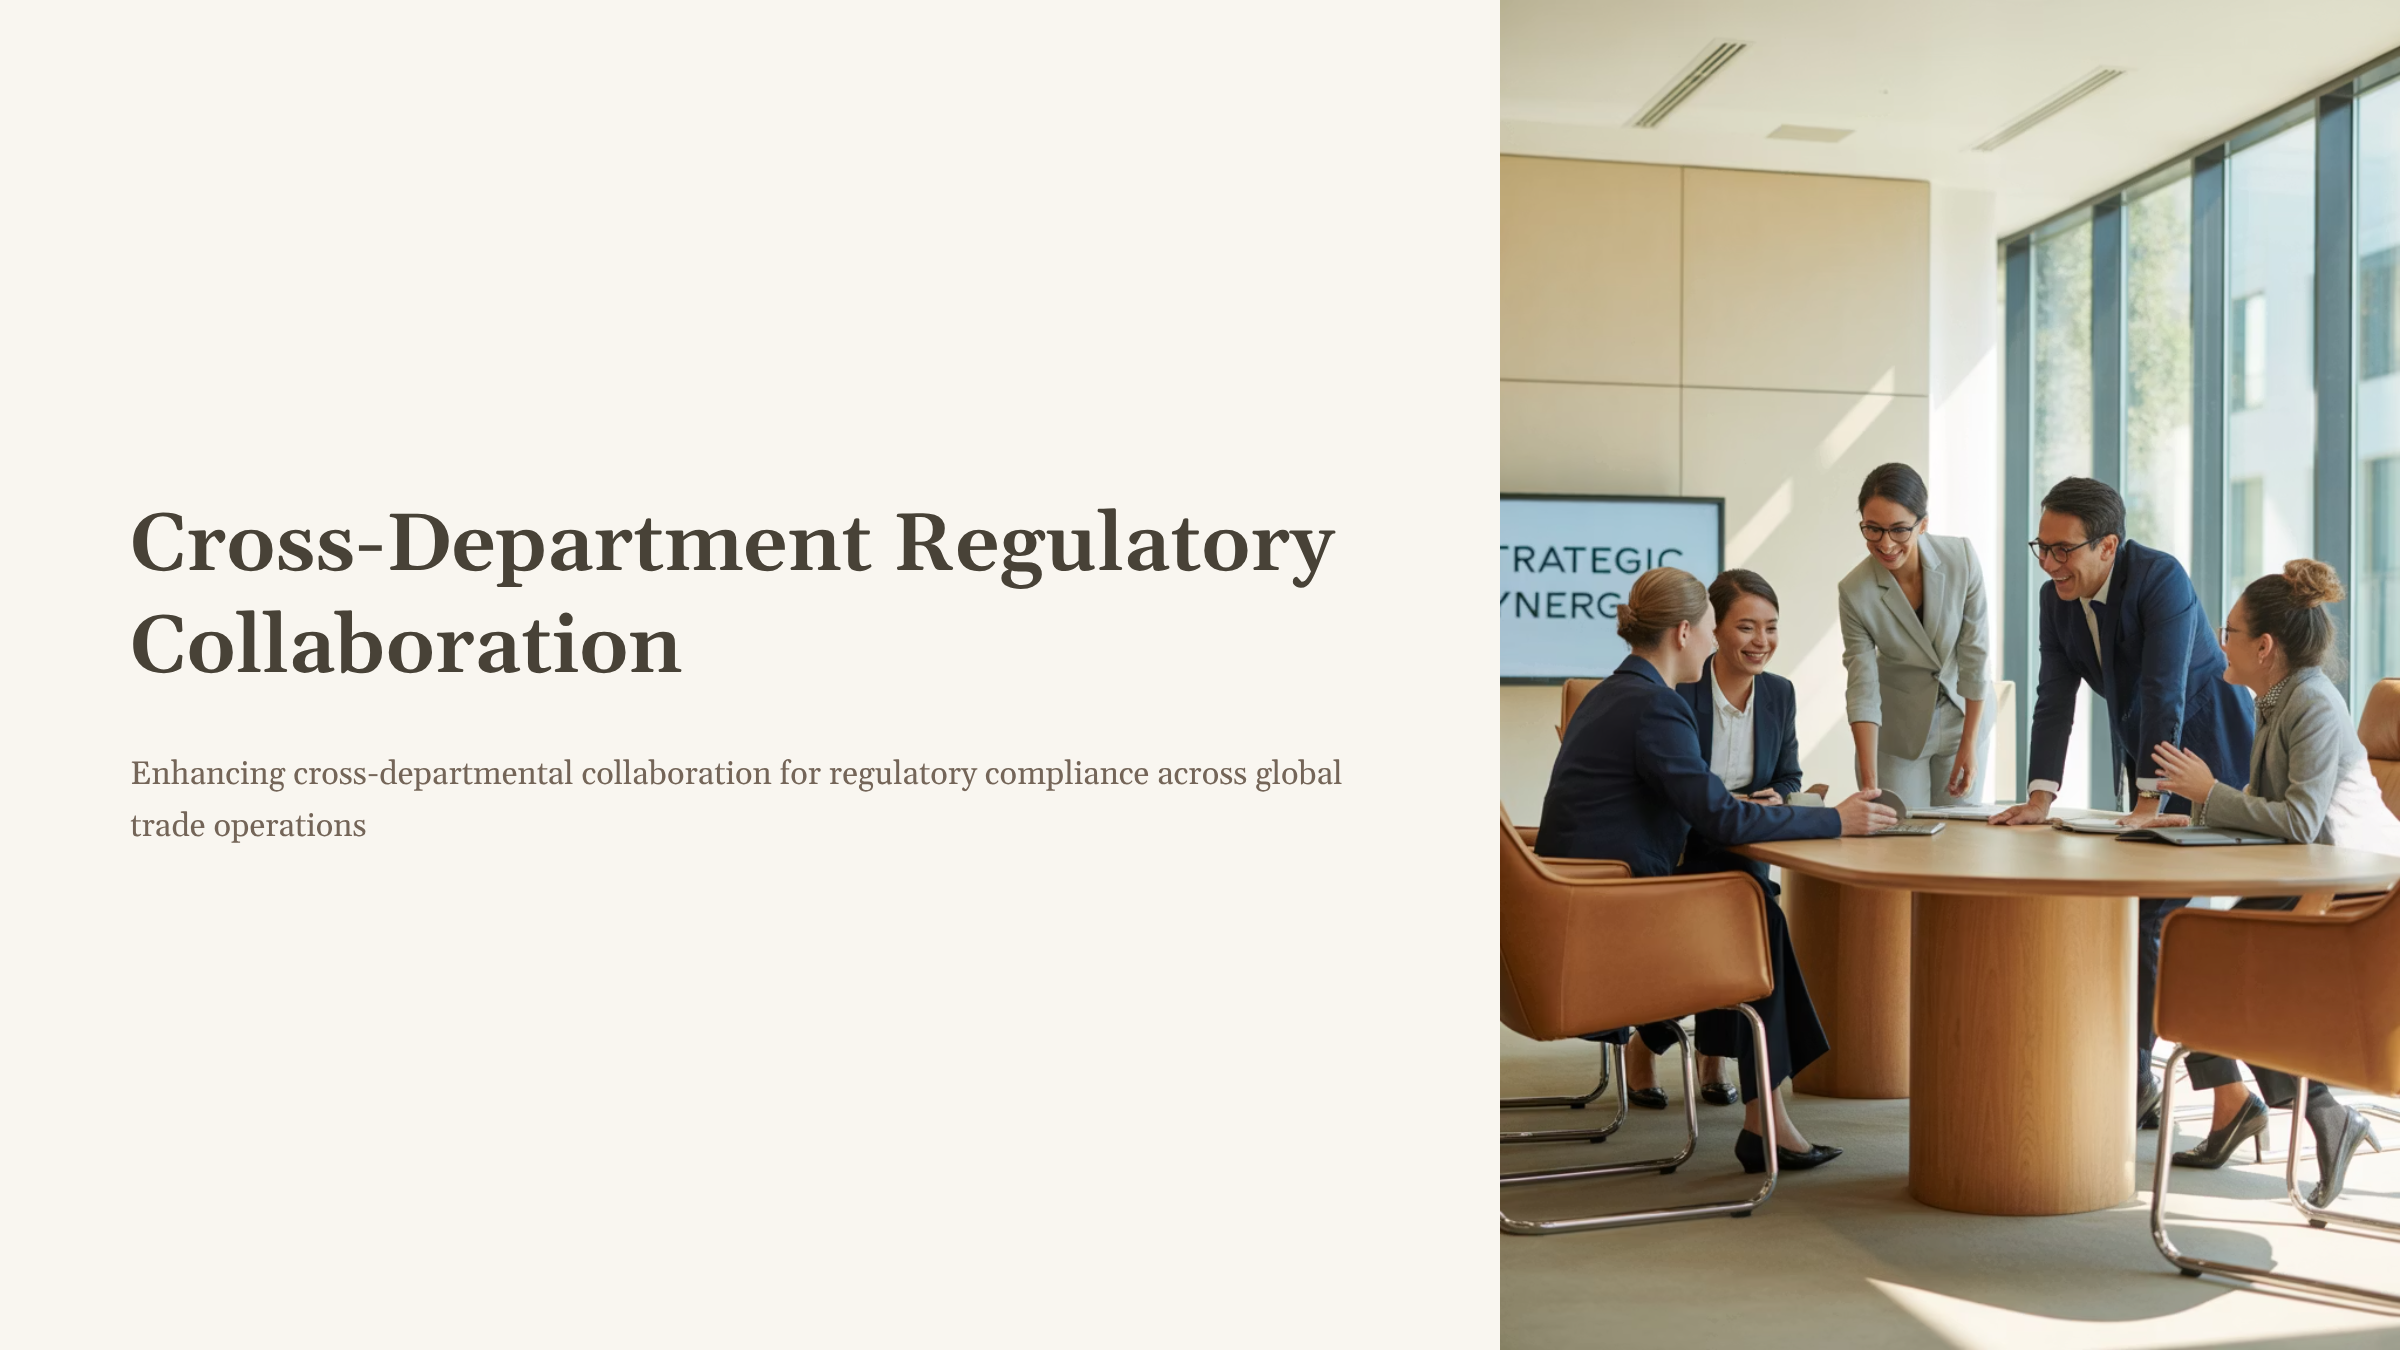 Cross-Department Regulatory
Collaboration
Enhancing cross-departmental collaboration for regulatory compliance across global
trade operations
TRATEGIC
YNERG